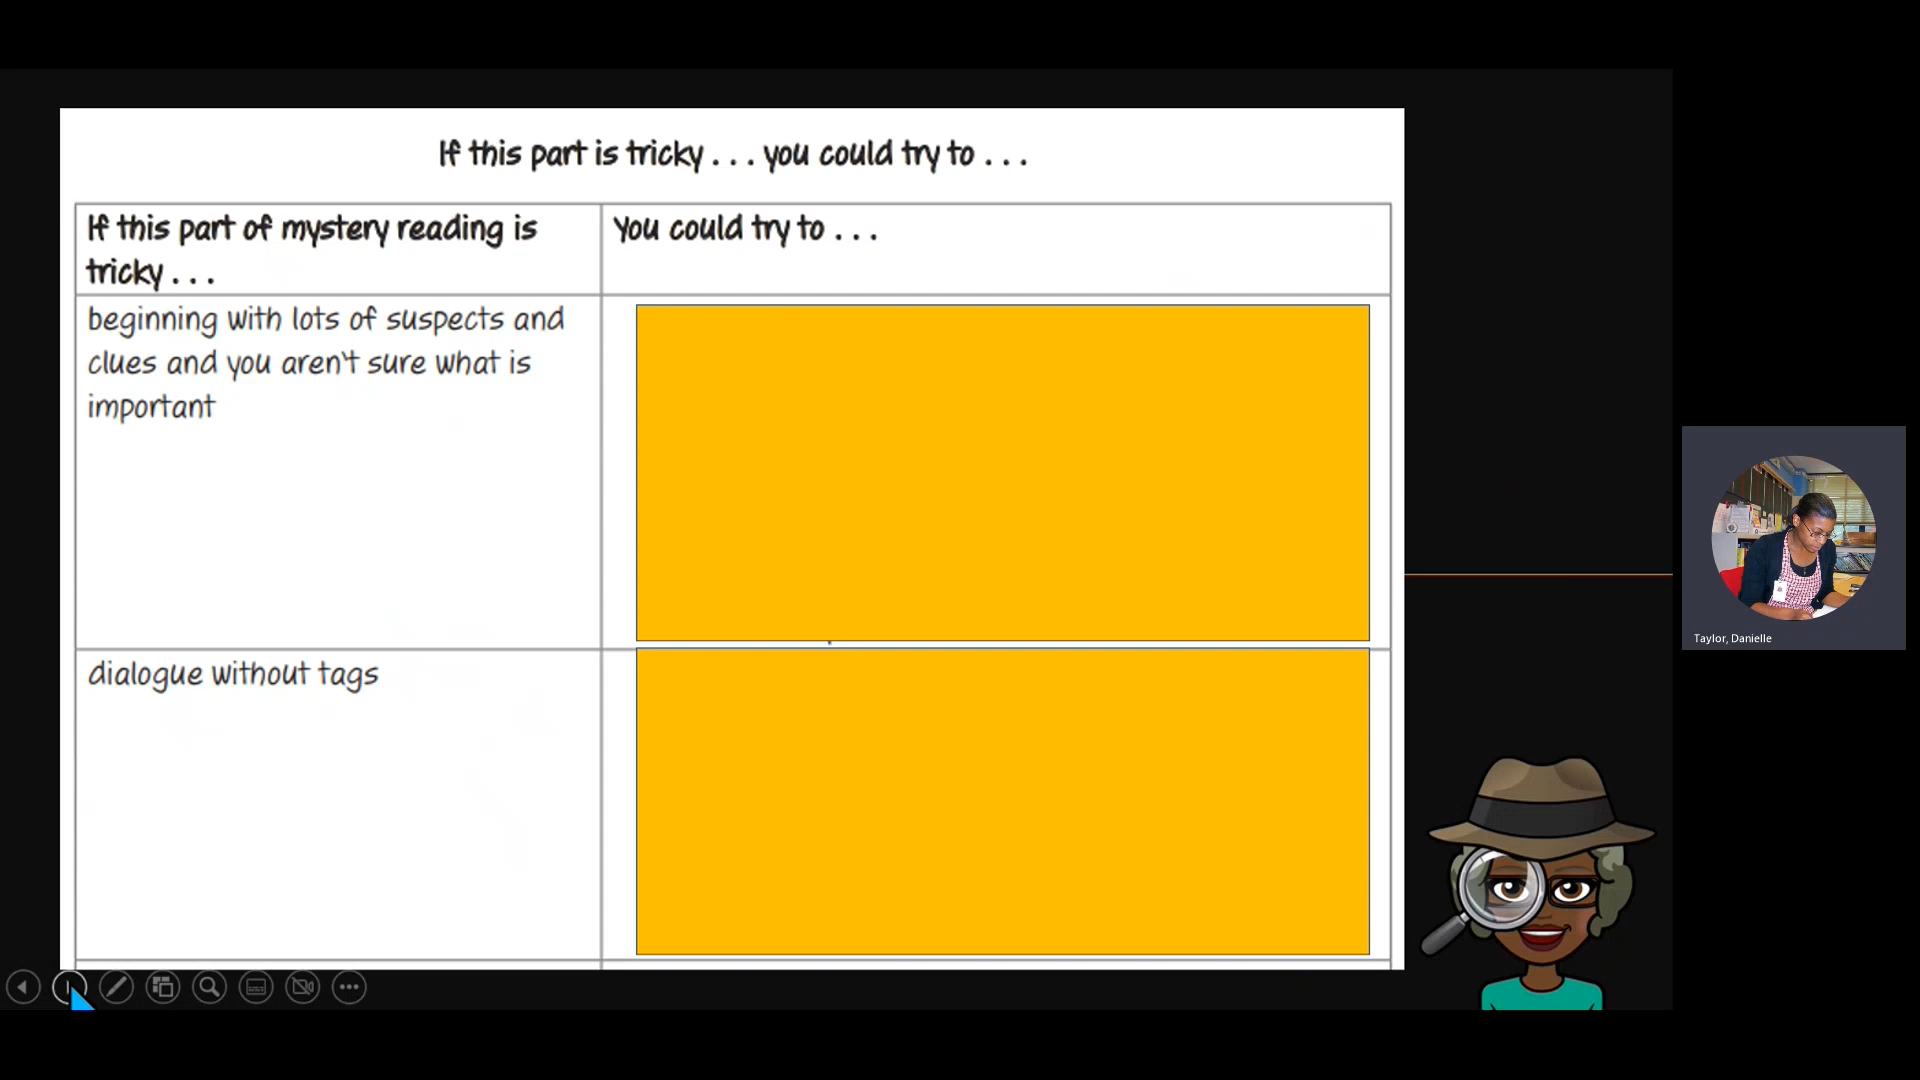 If this part is tricky . . . you could try to . . .
If this part of mystery reading is
tricky . . .
You could try to . . .
beginning with lots of suspects and
clues and you aren't sure what is
important
dialogue without tags
Taylor, Danielle